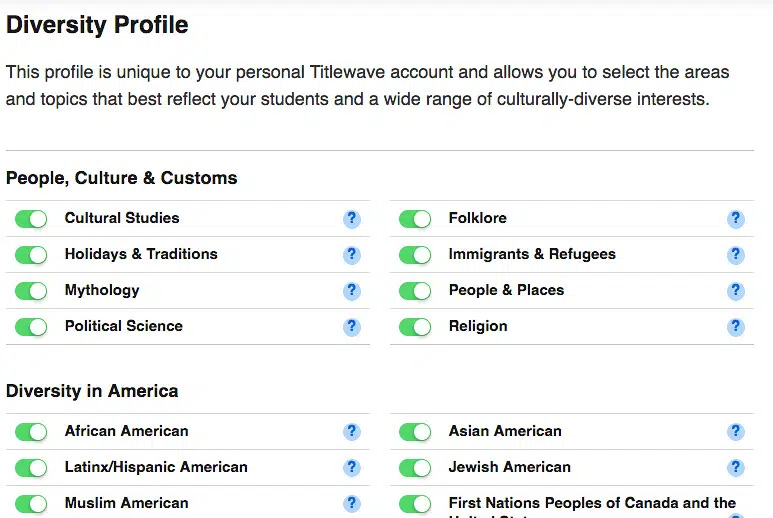 Diversity Profile
This profile is unique to your personal Titlewave account and allows you to select the areas
and topics that best reflect your students and a wide range of culturally-diverse interests.
People, Culture & Customs
Cultural Studies ? Folklore ?
Holidays & Traditions ? Immigrants & Refugees ?
Mythology ? People & Places ?
Political Science ? Religion ?
Diversity in America
African American ? Asian American ?
Latinx/Hispanic American ? Jewish American ?
Muslim American ? First Nations Peoples of Canada and the